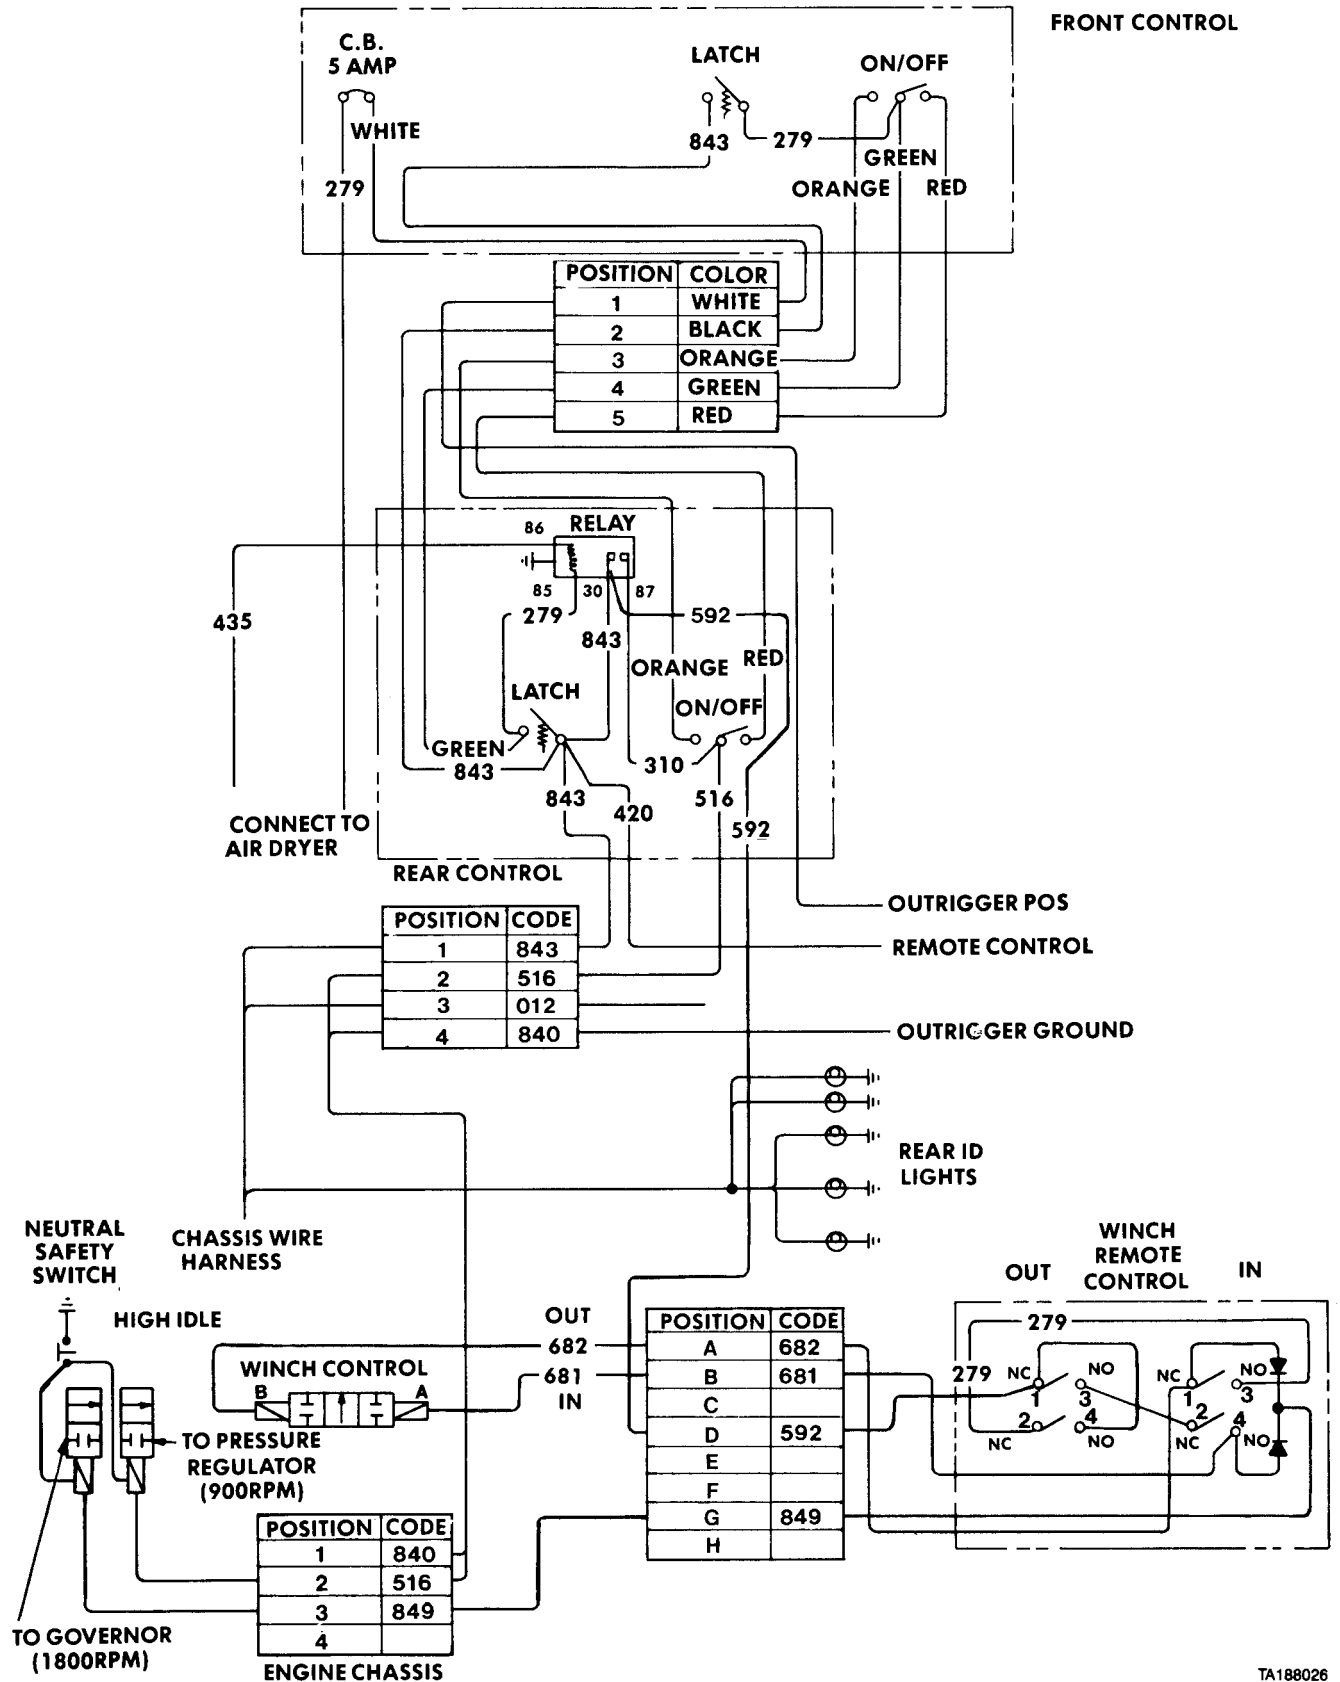 FRONT CONTROL
C.B.
5 AMP
LATCH
ON/OFF
WHITE
843
279
GREEN
279
ORANGE
RED
POSITION COLOR
1 WHITE
2 BLACK
3 ORANGE
4 GREEN
5 RED
86
RELAY
85
30
87
435
279
592
843
ORANGE
RED
LATCH
ON/OFF
GREEN
843
310
843
420
516
592
CONNECT TO
AIR DRYER
REAR CONTROL
POSITION CODE
1 843
2 516
3 012
4 840
OUTRIGGER POS
REMOTE CONTROL
OUTRIGGER GROUND
REAR ID
LIGHTS
CHASSIS WIRE
HARNESS
NEUTRAL
SAFETY
SWITCH
HIGH IDLE
WINCH
REMOTE
CONTROL
OUT
IN
OUT
682
681
IN
WINCH CONTROL
B
A
POSITION CODE
A 682
B 681
C
D 592
E
F
G 849
H
279
279
NC
NO
1
3
2
4
NC
NO
NC
NO
1
3
2
4
NC
NO
TO PRESSURE
REGULATOR
(900RPM)
POSITION CODE
1 840
2 516
3 849
4
ENGINE CHASSIS
TO GOVERNOR
(1800RPM)
TA188026